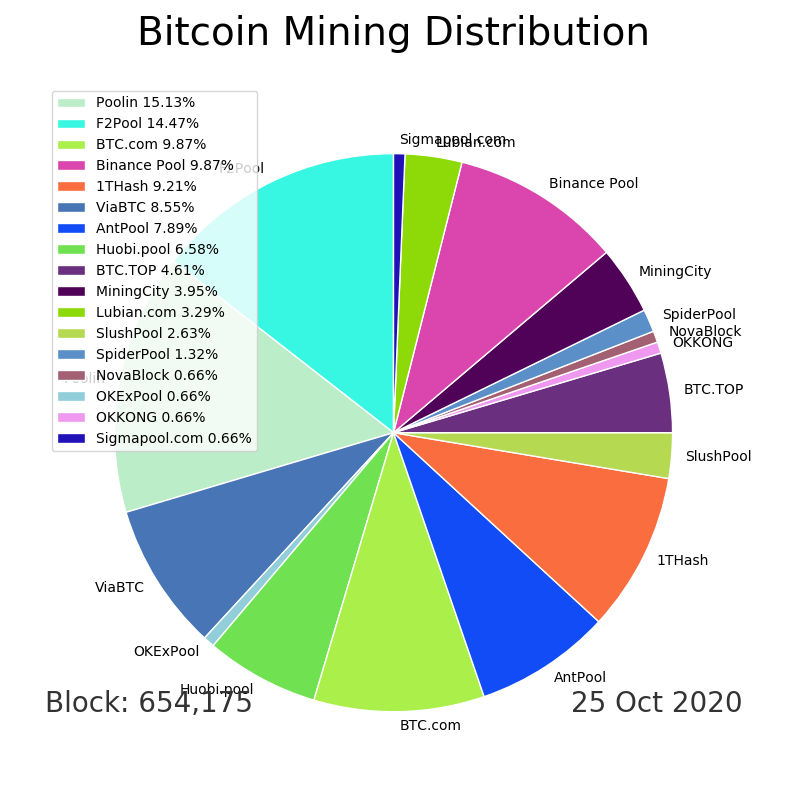 Bitcoin Mining Distribution
Poolin 15.13%
F2Pool 14.47%
BTC.com 9.87%
Binance Pool 9.87%
1THash 9.21%
ViaBTC 8.55%
AntPool 7.89%
Huobi.pool 6.58%
BTC.TOP 4.61%
MiningCity 3.95%
Lubian.com 3.29%
SlushPool 2.63%
SpiderPool 1.32%
NovaBlock 0.66%
OKExPool 0.66%
OKKONG 0.66%
Sigmapool.com 0.66%
Sigmapool.com
Lubian.com
F2Pool
Binance Pool
MiningCity
SpiderPool
NovaBlock
OKKONG
Poolin
BTC.TOP
SlushPool
1THash
ViaBTC
OKExPool
AntPool
Huobi.pool
BTC.com
Block: 654,175
25 Oct 2020